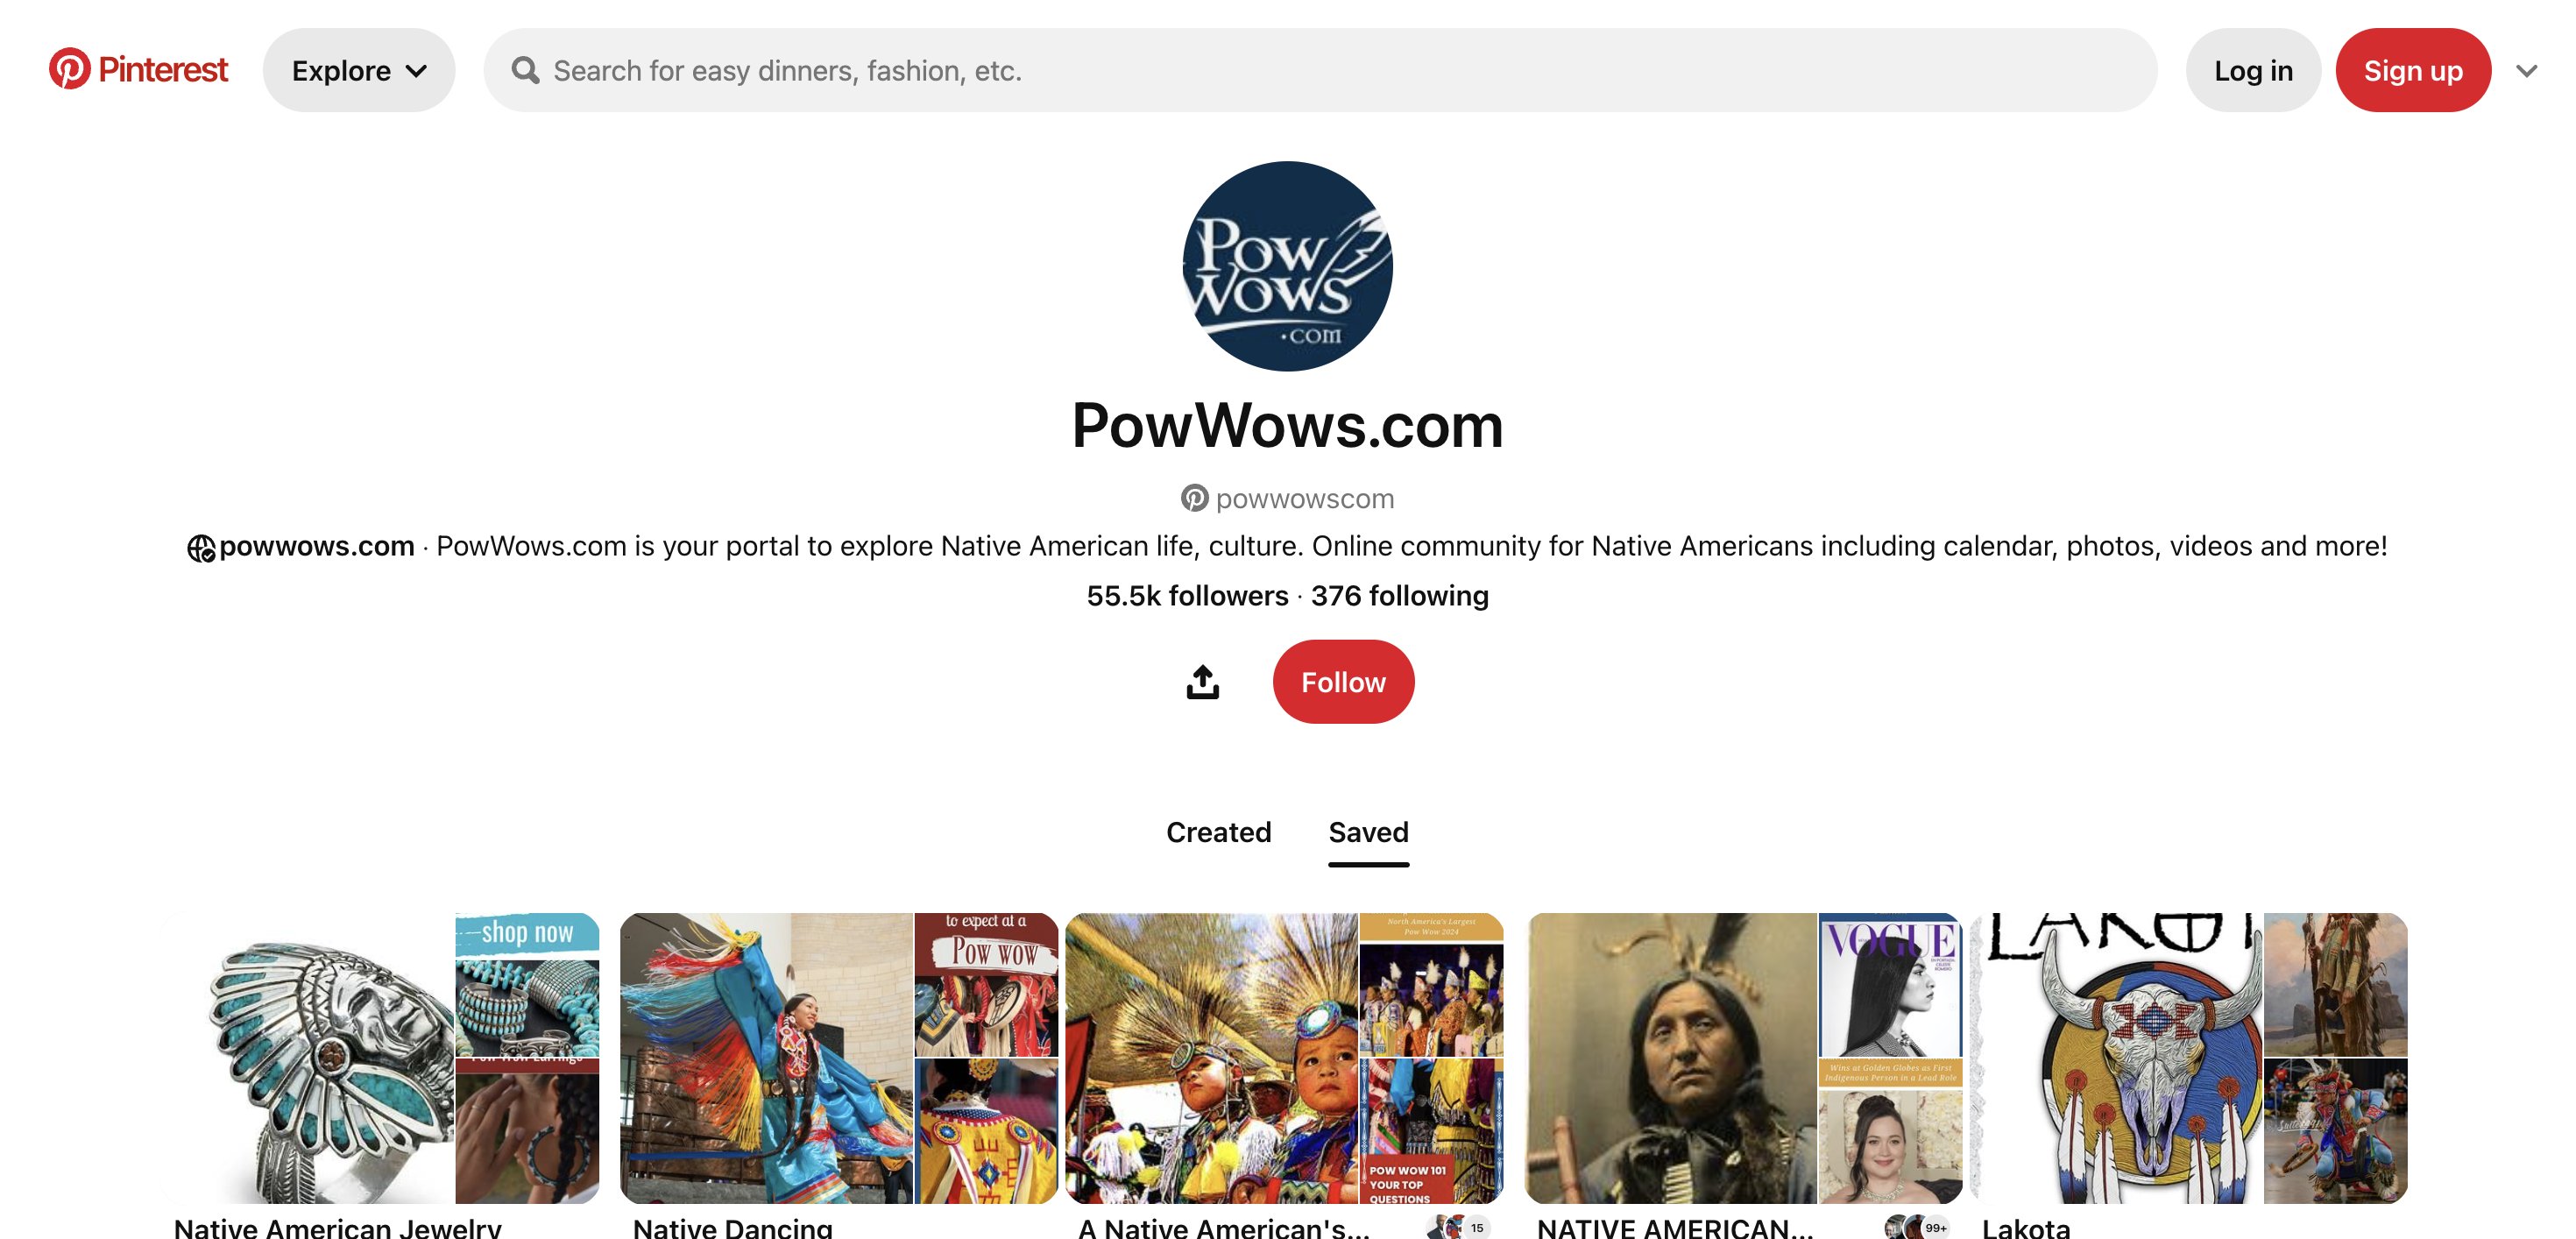 Pinterest
Explore
Search for easy dinners, fashion, etc.
Log in
Sign up
POW
WOWS
.COM
PowWows.com
powwowscom
powwows.com · PowWows.com is your portal to explore Native American life, culture. Online community for Native Americans including calendar, photos, videos and more!
55.5k followers · 376 following
Follow
Created
Saved
shop now
to expect at a
Pow wow
North America's Largest
Pow Wow 2024
POW WOW 101
YOUR TOP
QUESTIONS
VOGUE
Wins at Golden Globes as First
Indigenous Person in a Lead Role
LAKOT
Native American Jewelry
Native Dancing
A Native American's...
15
NATIVE AMERICAN...
99+
Lakota